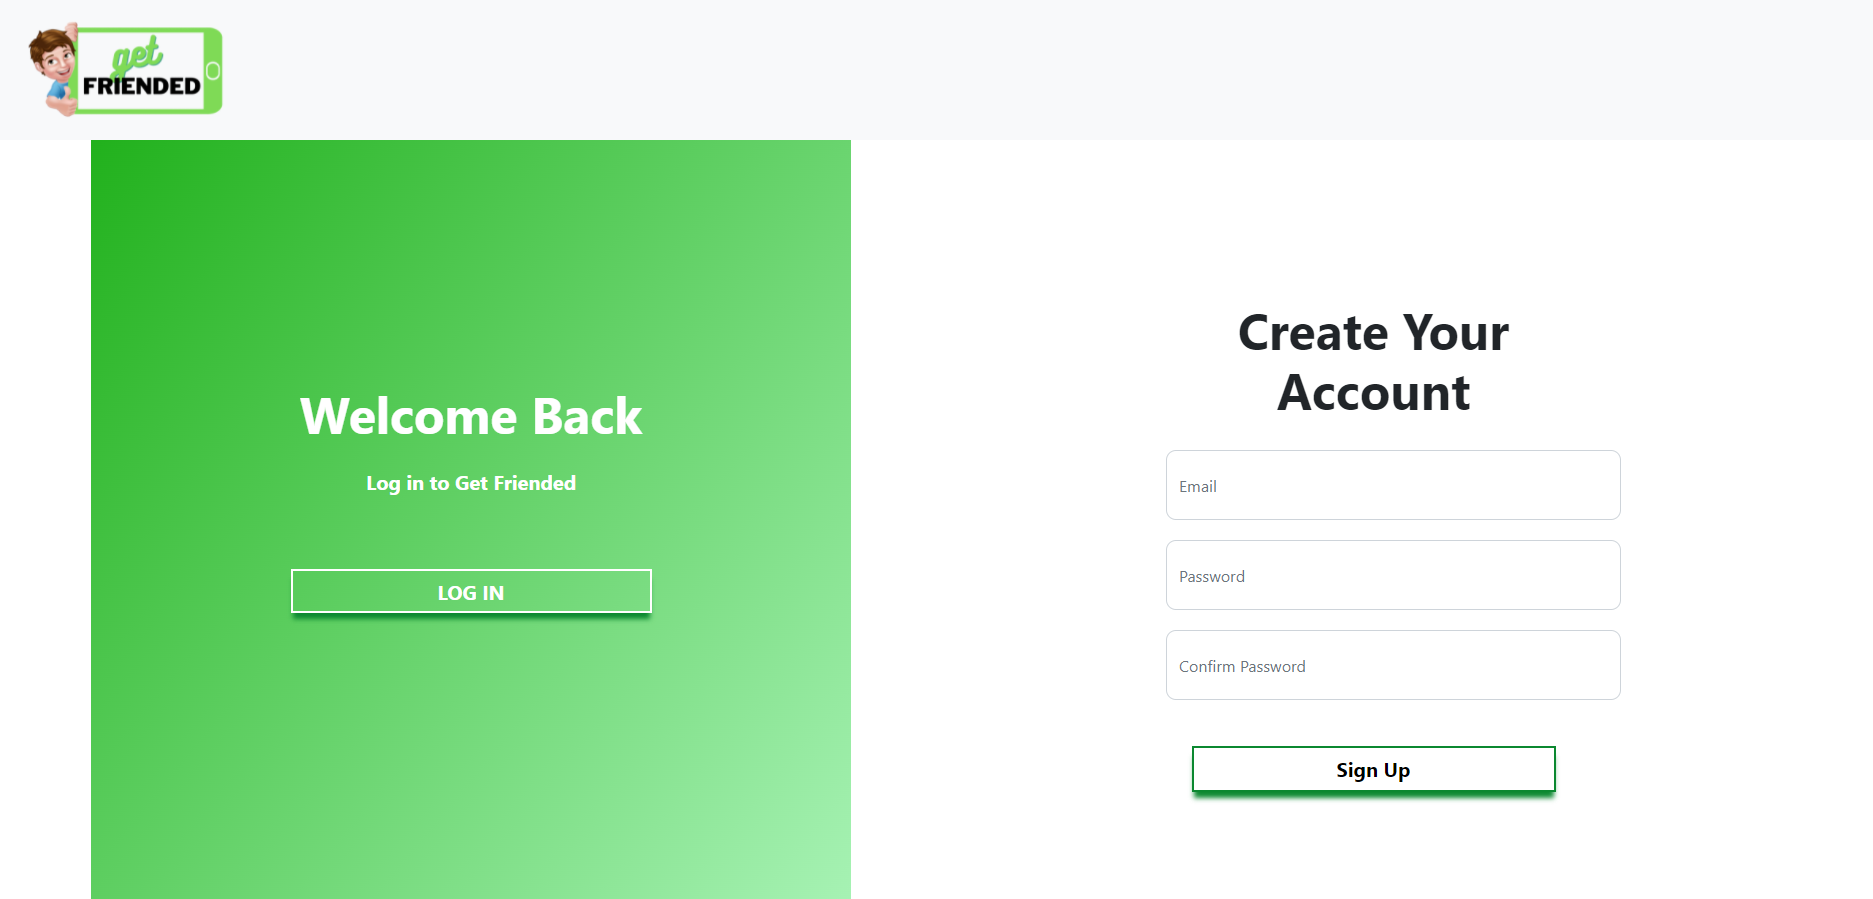 get
FRIENDED
Welcome Back
Log in to Get Friended
LOG IN
Create Your
Account
Email
Password
Confirm Password
Sign Up